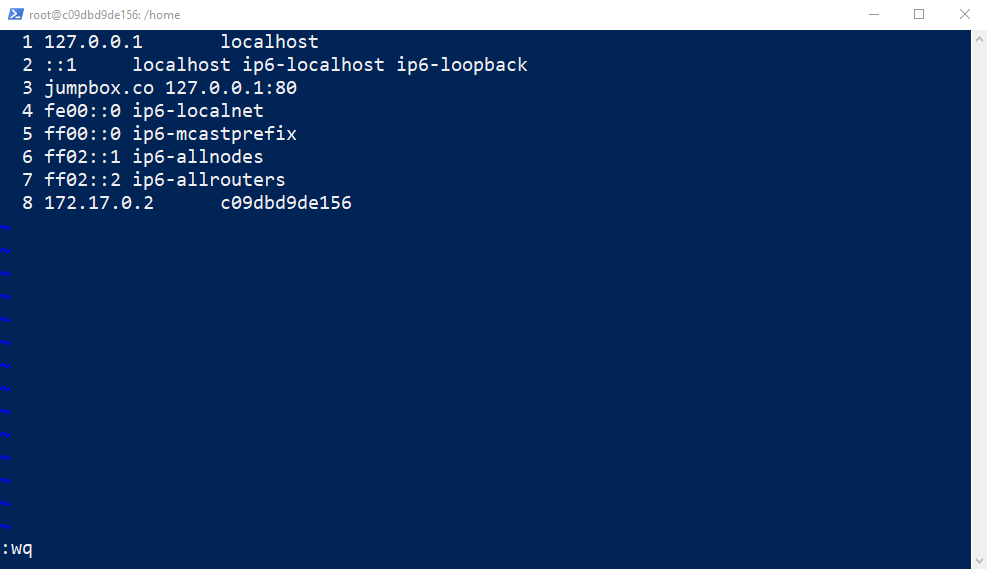 root@c09dbd9de156: /home
1 127.0.0.1 localhost
2 ::1 localhost ip6-localhost ip6-loopback
3 jumpbox.co 127.0.0.1:80
4 fe00::0 ip6-localnet
5 ff00::0 ip6-mcastprefix
6 ff02::1 ip6-allnodes
7 ff02::2 ip6-allrouters
8 172.17.0.2 c09dbd9de156
~
~
~
~
~
~
~
~
~
~
~
~
~
~
:wq